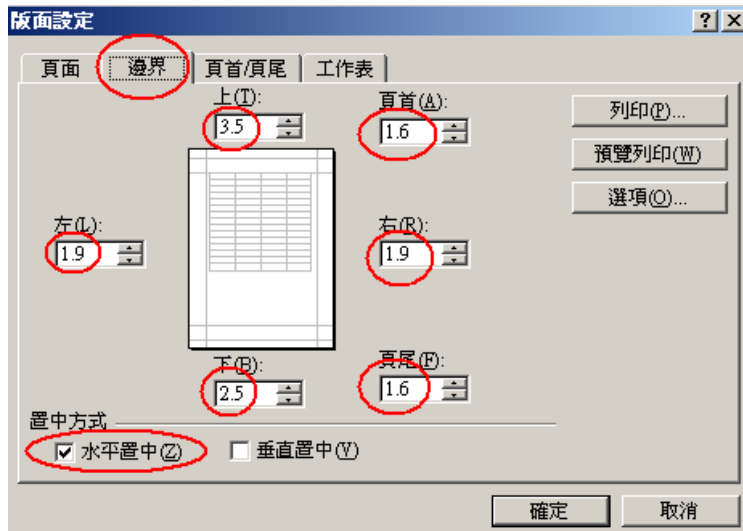 版面設定
頁面 邊界 頁首/頁尾 工作表
上(T): 頁首(A):
3.5 1.6
列印(P)...
預覽列印(W)
選項(O)...
左(L): 右(R):
1.9 1.9
下(B): 頁尾(F):
2.5 1.6
置中方式
水平置中(Z) 垂直置中(V)
確定 取消